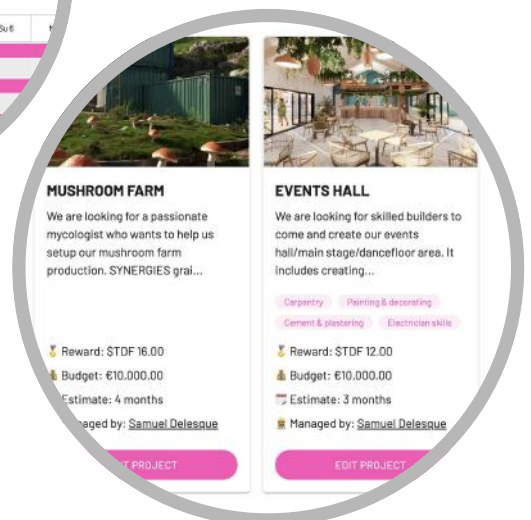 Su 6
MUSHROOM FARM
We are looking for a passionate
mycologist who wants to help us
setup our mushroom farm
production. SYNERGIES grai...
Reward: $TDF 16.00
Budget: €10,000.00
Estimate: 4 months
Managed by: Samuel Delesque
PROJECT
EVENTS HALL
We are looking for skilled builders to
come and create our events
hall/main stage/dancefloor area. It
includes creating...
Carpentry Painting & decorating
Cement & plastering Electrician skills
Reward: $TDF 12.00
Budget: €10,000.00
Estimate: 3 months
Managed by: Samuel Delesque
EDIT PROJECT